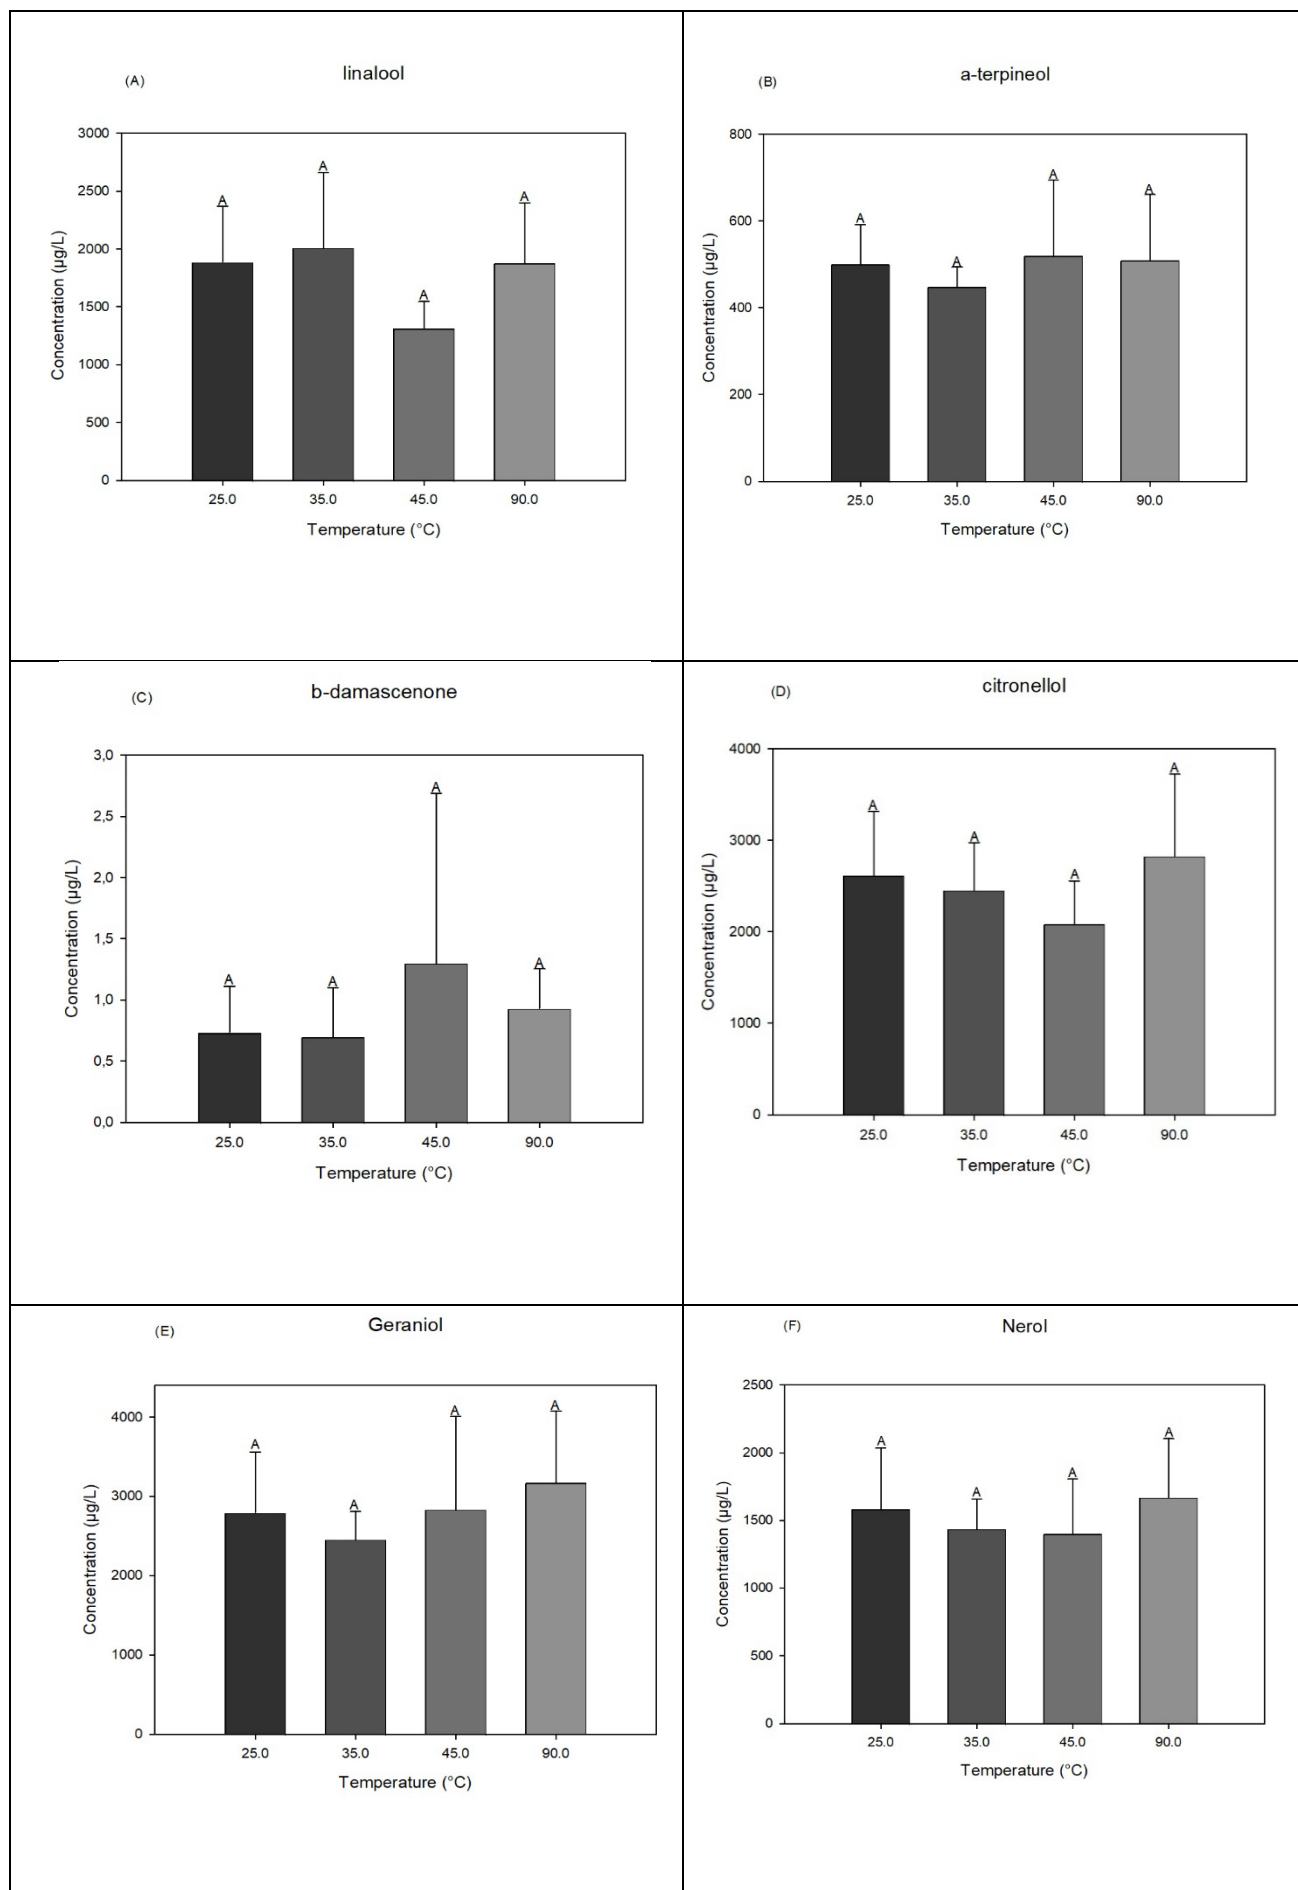 (A) linalool
3000
2500
2000
1500
1000
500
0
Concentration (µg/L)
A
A
A
A
25.0 35.0 45.0 90.0
Temperature (°C)
(B) a-terpineol
800
600
400
200
0
Concentration (µg/L)
A
A
A
A
25.0 35.0 45.0 90.0
Temperature (°C)
(C) b-damascenone
3,0
2,5
2,0
1,5
1,0
0,5
0,0
Concentration (µg/L)
A
A
A
A
25.0 35.0 45.0 90.0
Temperature (°C)
(D) citronellol
4000
3000
2000
1000
0
Concentration (µg/L)
A
A
A
A
25.0 35.0 45.0 90.0
Temperature (°C)
(E) Geraniol
4000
3000
2000
1000
0
Concentration (µg/L)
A
A
A
A
25.0 35.0 45.0 90.0
Temperature (°C)
(F) Nerol
2500
2000
1500
1000
500
0
Concentration (µg/L)
A
A
A
A
25.0 35.0 45.0 90.0
Temperature (°C)